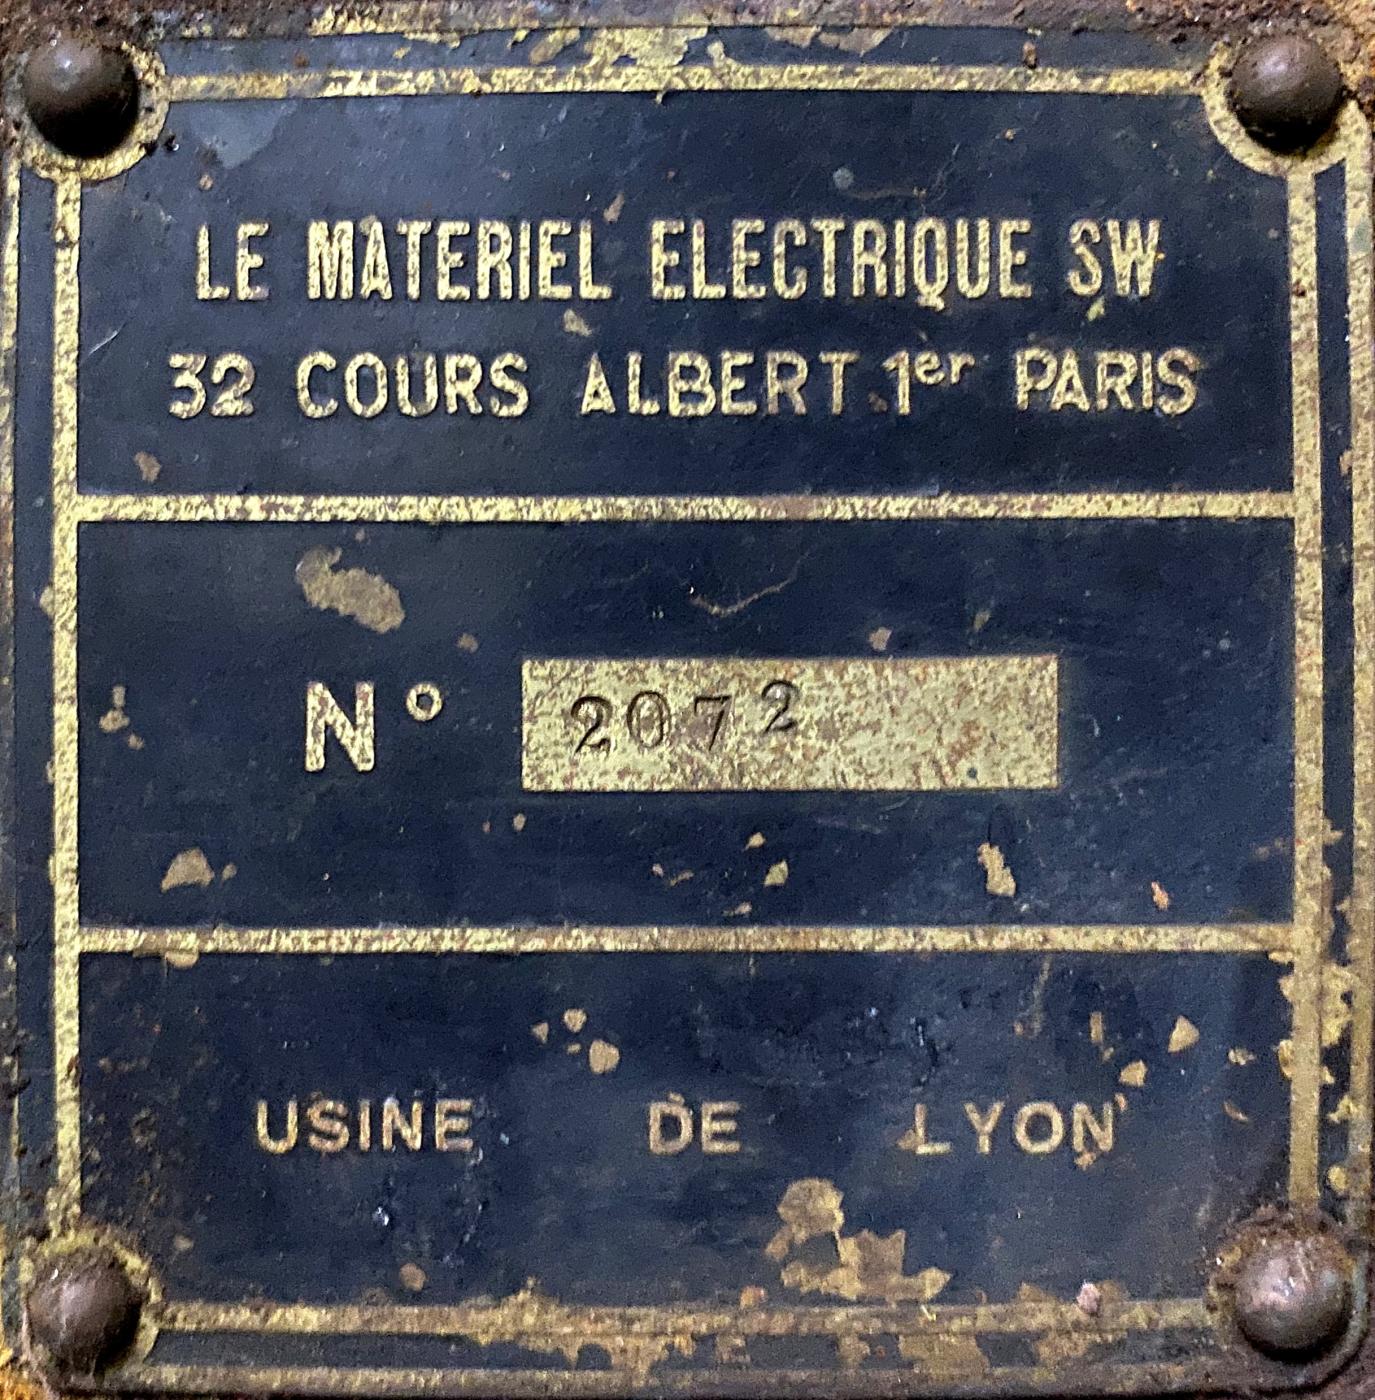 LE MATERIEL ELECTRIQUE SW
32 COURS ALBERT 1er PARIS
N° 2072
USINE DE LYON